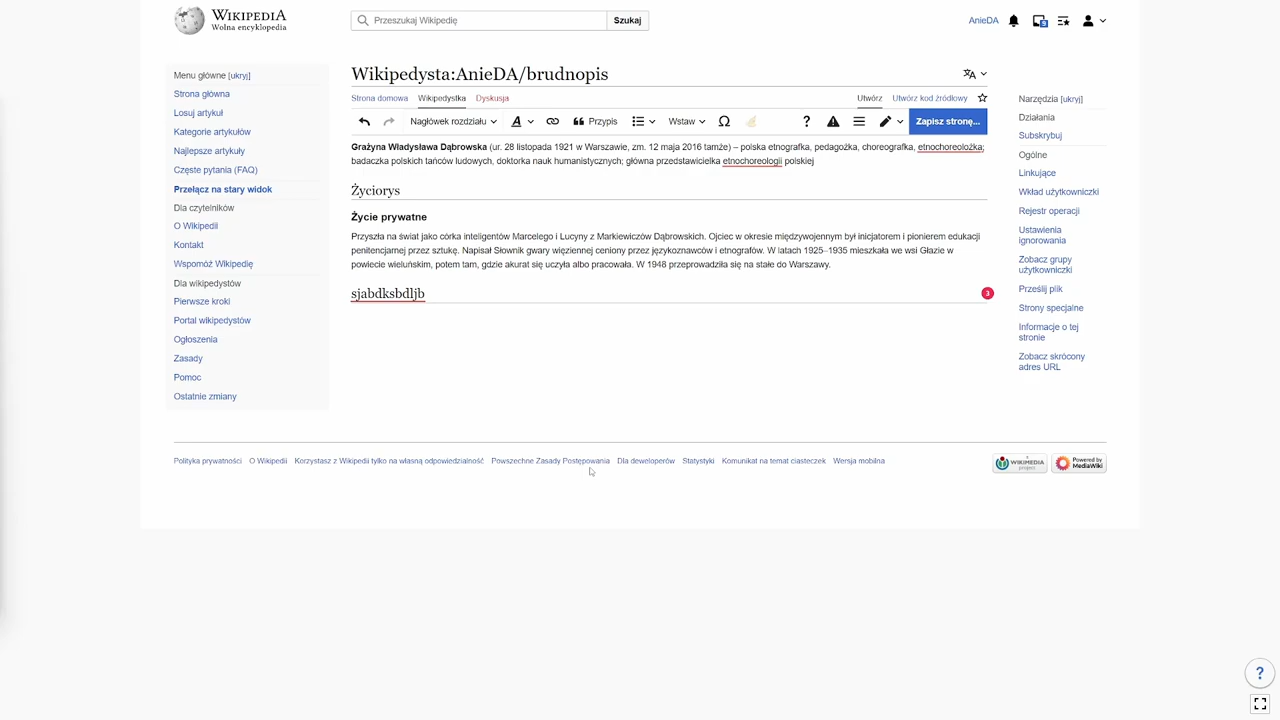 WIKIPEDIA
Wolna encyklopedia
Przeszukaj Wikipedię
Szukaj
AnieDA
Menu główne [ukryj]
Strona główna
Losuj artykuł
Kategorie artykułów
Najlepsze artykuły
Częste pytania (FAQ)
Przełącz na stary widok
Dla czytelników
O Wikipedii
Kontakt
Wspomóż Wikipedię
Dla wikipedystów
Pierwsze kroki
Portal wikipedystów
Ogłoszenia
Zasady
Pomoc
Ostatnie zmiany
Wikipedysta:AnieDA/brudnopis
Strona domowa Wikipedystka Dyskusja Utwórz Utwórz kod źródłowy
Nagłówek rozdziału A Przypis Wstaw Ω ? Zapisz stronę...
Grażyna Władysława Dąbrowska (ur. 28 listopada 1921 w Warszawie, zm. 12 maja 2016 tamże) – polska etnografka, pedagożka, choreografka, etnochoreolożka;
badaczka polskich tańców ludowych, doktorka nauk humanistycznych; główna przedstawicielka etnochoreologii polskiej
Życiorys
Życie prywatne
Przyszła na świat jako córka inteligentów Marcelego i Lucyny z Markiewiczów Dąbrowskich. Ojciec w okresie międzywojennym był inicjatorem i pionierem edukacji
penitencjarnej przez sztukę. Napisał Słownik gwary więziennej ceniony przez językoznawców i etnografów. W latach 1925–1935 mieszkała we wsi Głazie w
powiecie wieluńskim, potem tam, gdzie akurat się uczyła albo pracowała. W 1948 przeprowadziła się na stałe do Warszawy.
sjabdksbdljb
3
Narzędzia [ukryj]
Działania
Subskrybuj
Ogólne
Linkujące
Wkład użytkowniczki
Rejestr operacji
Ustawienia
ignorowania
Zobacz grupy
użytkowniczki
Prześlij plik
Strony specjalne
Informacje o tej
stronie
Zobacz skrócony
adres URL
Polityka prywatności O Wikipedii Korzystasz z Wikipedii tylko na własną odpowiedzialność Powszechne Zasady Postępowania Dla deweloperów Statystyki Komunikat na temat ciasteczek Wersja mobilna
WIKIMEDIA
project
Powered by
MediaWiki
?